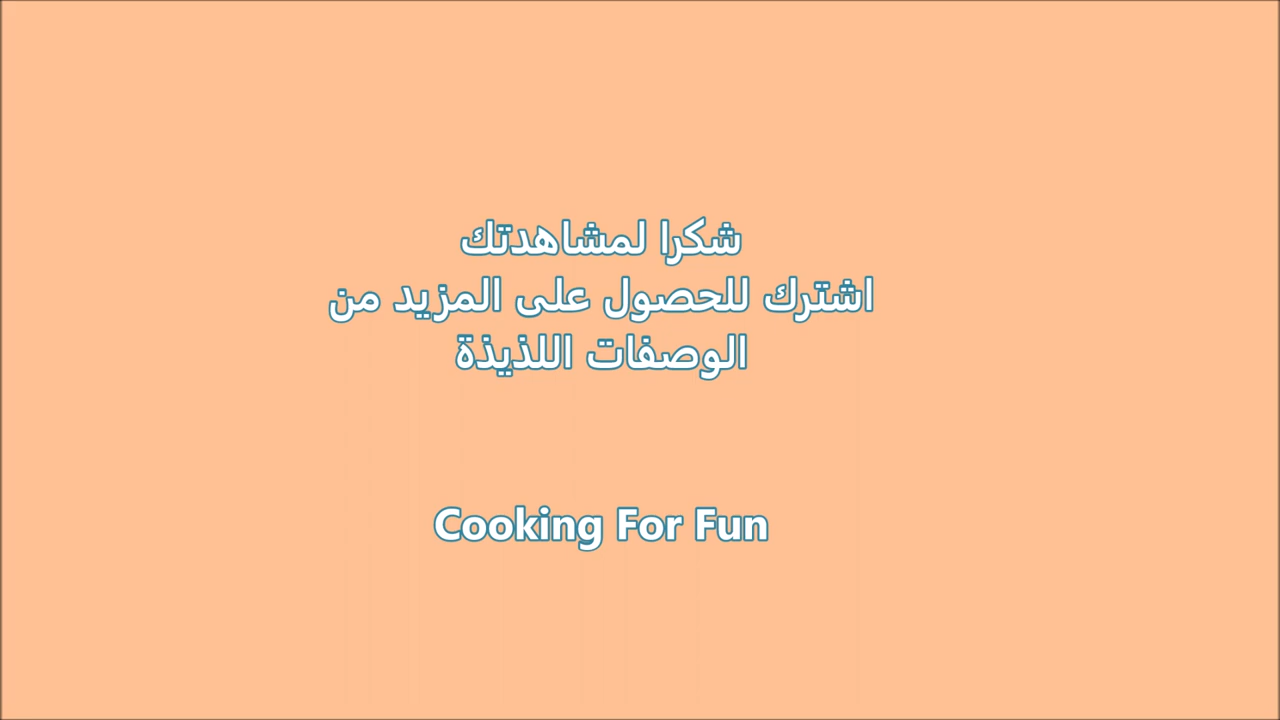 شكرا لمشاهدتك
اشترك للحصول على المزيد من
الوصفات اللذيذة
Cooking For Fun